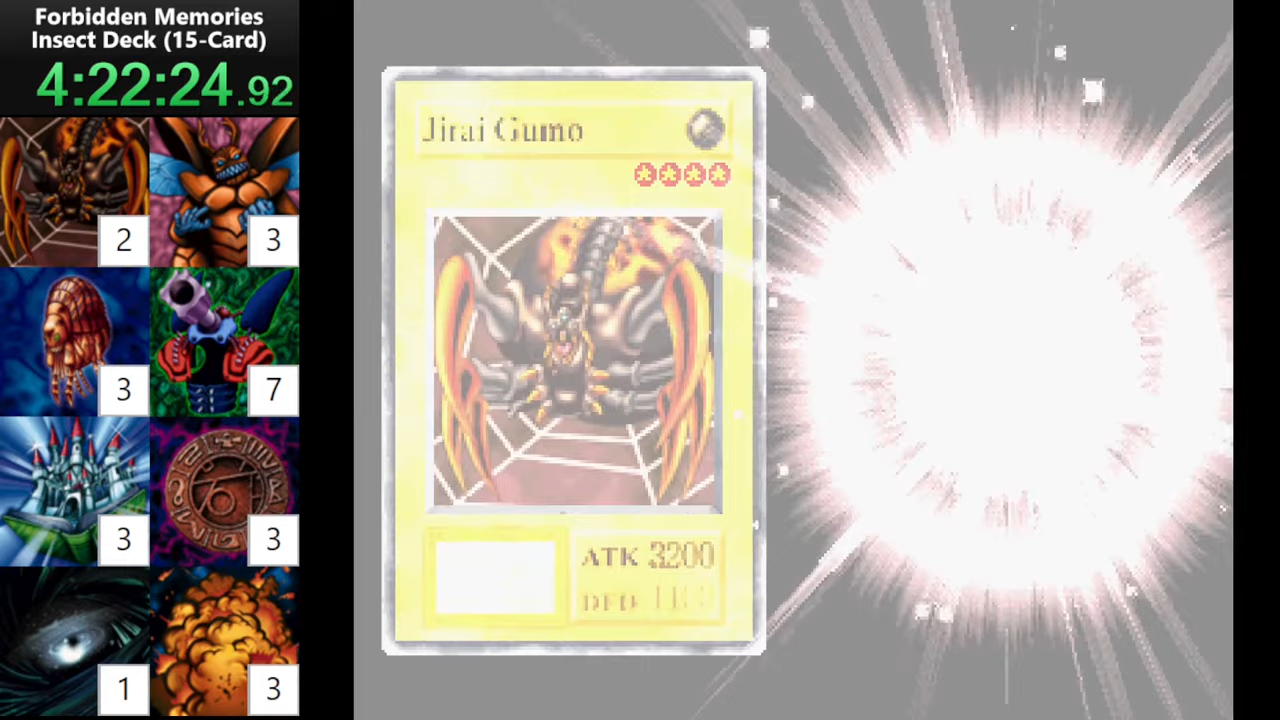 Forbidden Memories
Insect Deck (15-Card)
4:22:24.92
2
3
3
7
3
3
1
3
Jirai Gumo
ATK 3200